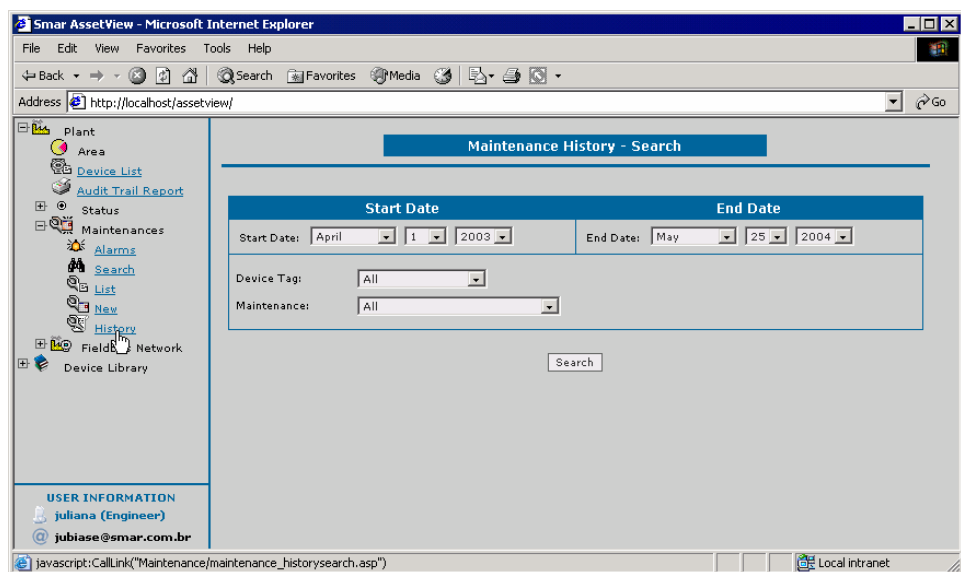 Smar AssetView - Microsoft Internet Explorer
File Edit View Favorites Tools Help
Back Search Favorites Media
Address http://localhost/assetview/ Go
Plant
Area
Device List
Audit Trail Report
Status
Maintenances
Alarms
Search
List
New
History
Network
Device Library
USER INFORMATION
juliana (Engineer)
@ jubiase@smar.com.br
Maintenance History - Search
Start Date End Date
Start Date: April 1 2003 End Date: May 25 2004
Device Tag: All
Maintenance: All
Search
javascript:CallLink("Maintenance/maintenance_historysearch.asp") Local intranet